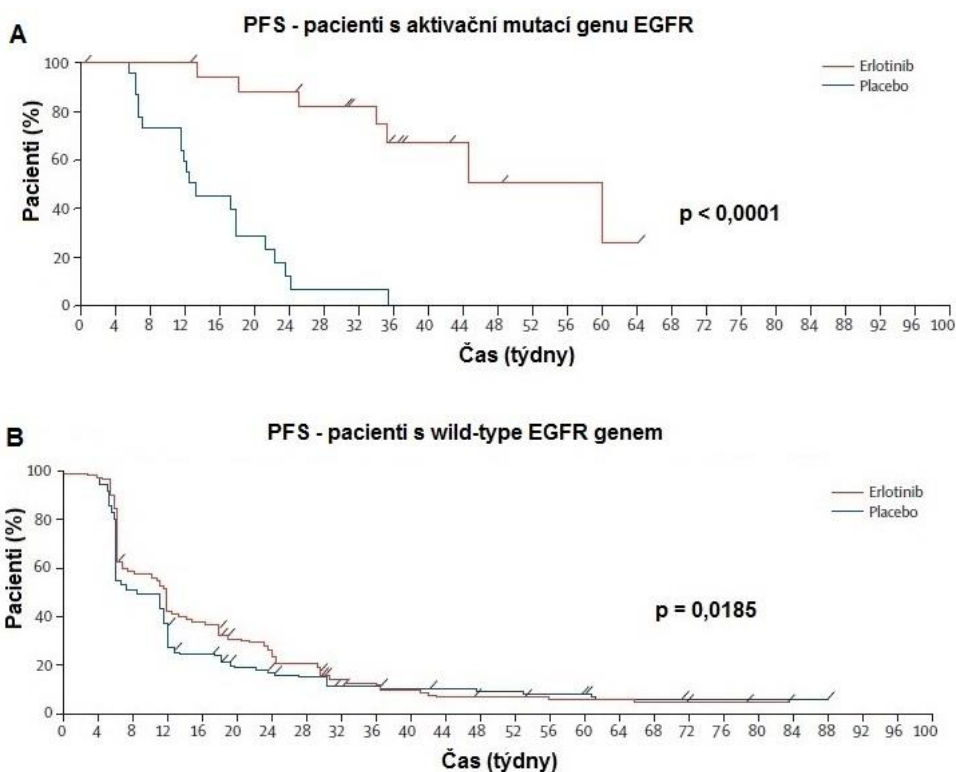 A
PFS - pacienti s aktivační mutací genu EGFR
Pacienti (%)
100
80
60
40
20
0
Erlotinib
Placebo
p < 0,0001
0 4 8 12 16 20 24 28 32 36 40 44 48 52 56 60 64 68 72 76 80 84 88 92 96 100
Čas (týdny)
B
PFS - pacienti s wild-type EGFR genem
Pacienti (%)
100
80
60
40
20
0
Erlotinib
Placebo
p = 0,0185
0 4 8 12 16 20 24 28 32 36 40 44 48 52 56 60 64 68 72 76 80 84 88 92 96 100
Čas (týdny)